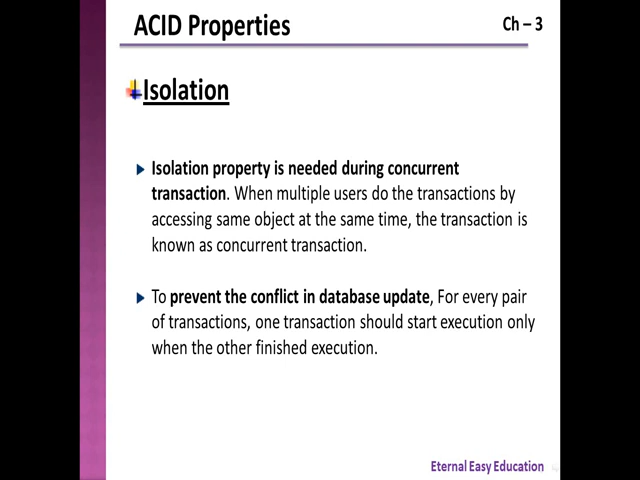 ACID Properties
Ch – 3
Isolation
Isolation property is needed during concurrent
transaction. When multiple users do the transactions by
accessing same object at the same time, the transaction is
known as concurrent transaction.
To prevent the conflict in database update, For every pair
of transactions, one transaction should start execution only
when the other finished execution.
Eternal Easy Education